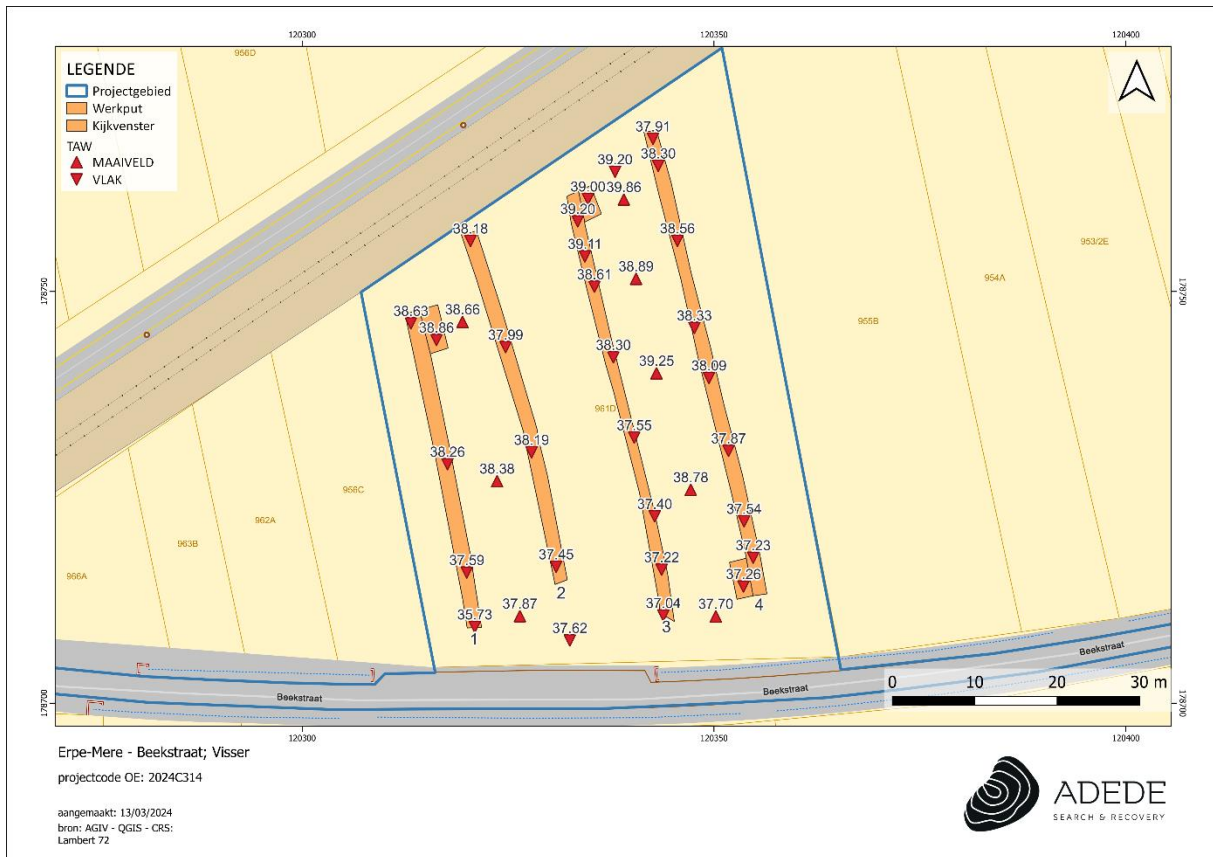 120300
120350
120400
956D
LEGENDE
Projectgebied
Werkput
Kijkvenster
TAW
MAAIVELD
VLAK
37.91
39.20
38.30
39.00
39.86
39.20
38.18
38.56
953/2E
39.11
38.89
954A
38.61
178750
178750
38.63
38.66
38.86
955B
38.33
37.99
38.30
39.25
38.09
961D
37.55
38.19
37.87
38.26
38.38
38.78
956C
37.40
37.54
962A
963B
37.23
37.59
37.45
37.22
37.26
966A
2
4
35.73
37.87
37.04
37.70
1
37.62
3
Beekstraat
Beekstraat
Beekstraat
0 10 20 30 m
178700
178700
120300
120350
120400
Erpe-Mere - Beekstraat; Visser
projectcode OE: 2024C314
aangemaakt: 13/03/2024
bron: AGIV - QGIS - CRS:
Lambert 72
ADEDE
SEARCH & RECOVERY